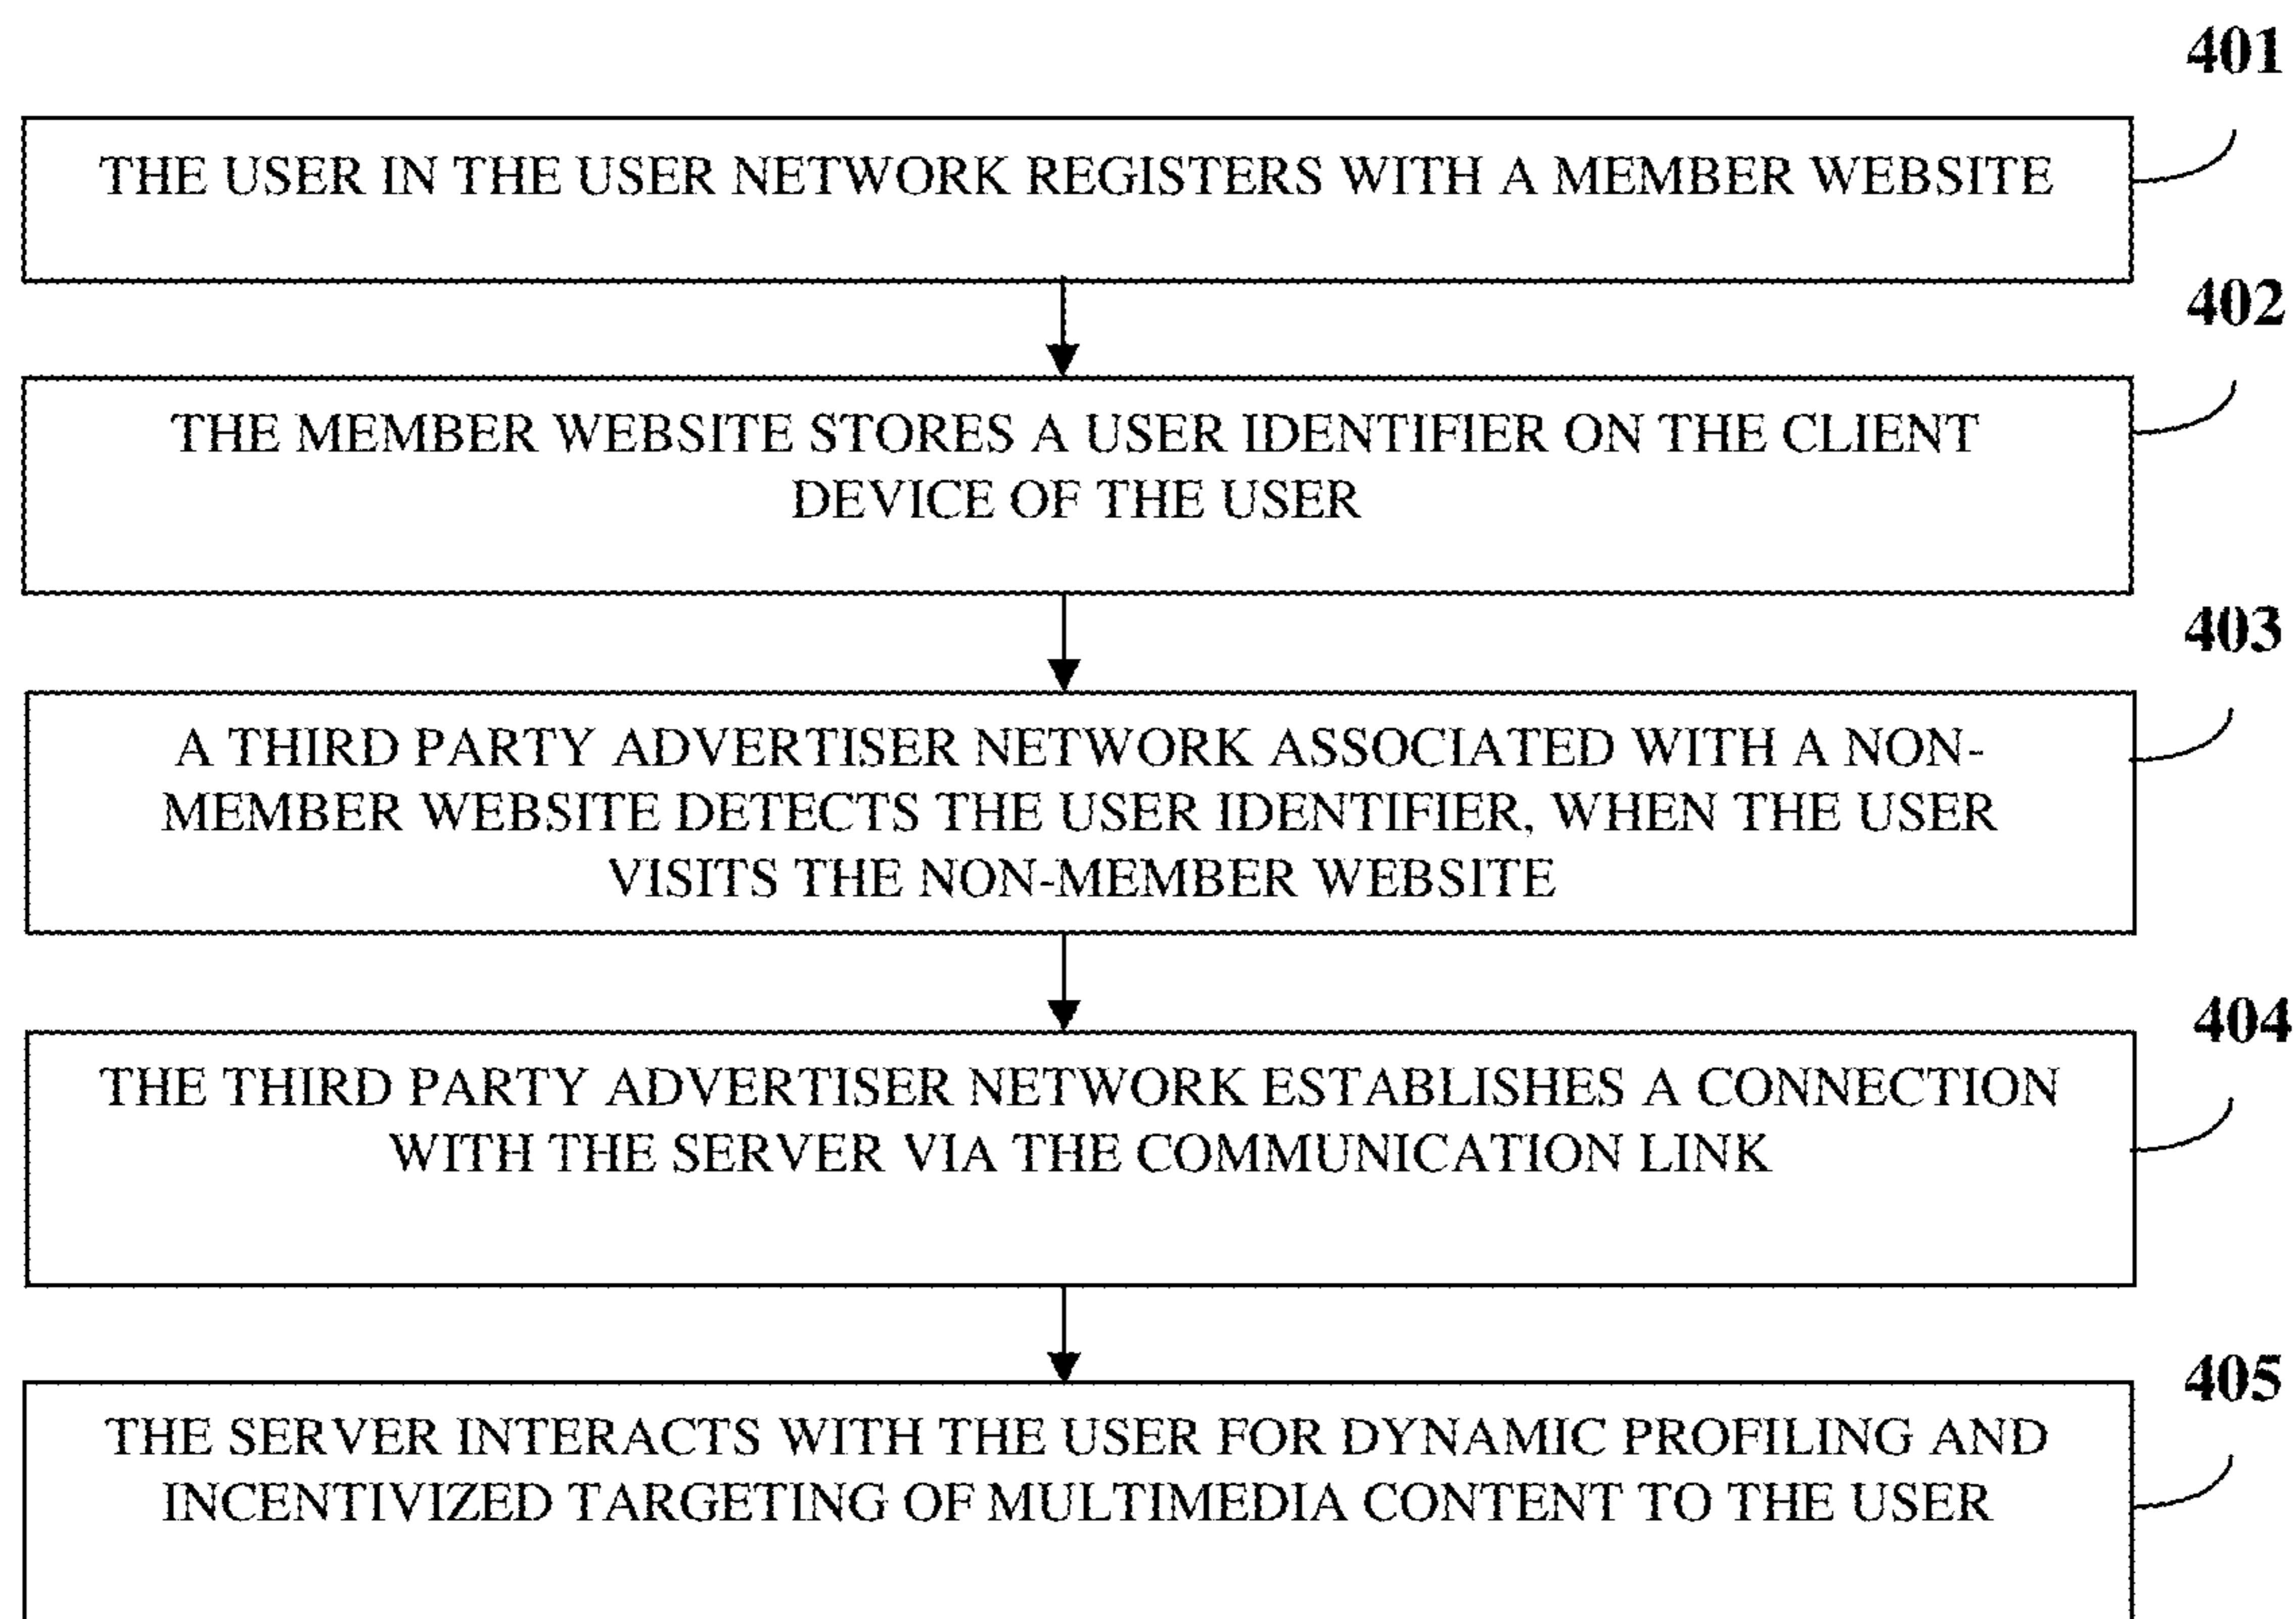 401
THE USER IN THE USER NETWORK REGISTERS WITH A MEMBER WEBSITE
402
THE MEMBER WEBSITE STORES A USER IDENTIFIER ON THE CLIENT
DEVICE OF THE USER
403
A THIRD PARTY ADVERTISER NETWORK ASSOCIATED WITH A NON-
MEMBER WEBSITE DETECTS THE USER IDENTIFIER, WHEN THE USER
VISITS THE NON-MEMBER WEBSITE
404
THE THIRD PARTY ADVERTISER NETWORK ESTABLISHES A CONNECTION
WITH THE SERVER VIA THE COMMUNICATION LINK
405
THE SERVER INTERACTS WITH THE USER FOR DYNAMIC PROFILING AND
INCENTIVIZED TARGETING OF MULTIMEDIA CONTENT TO THE USER